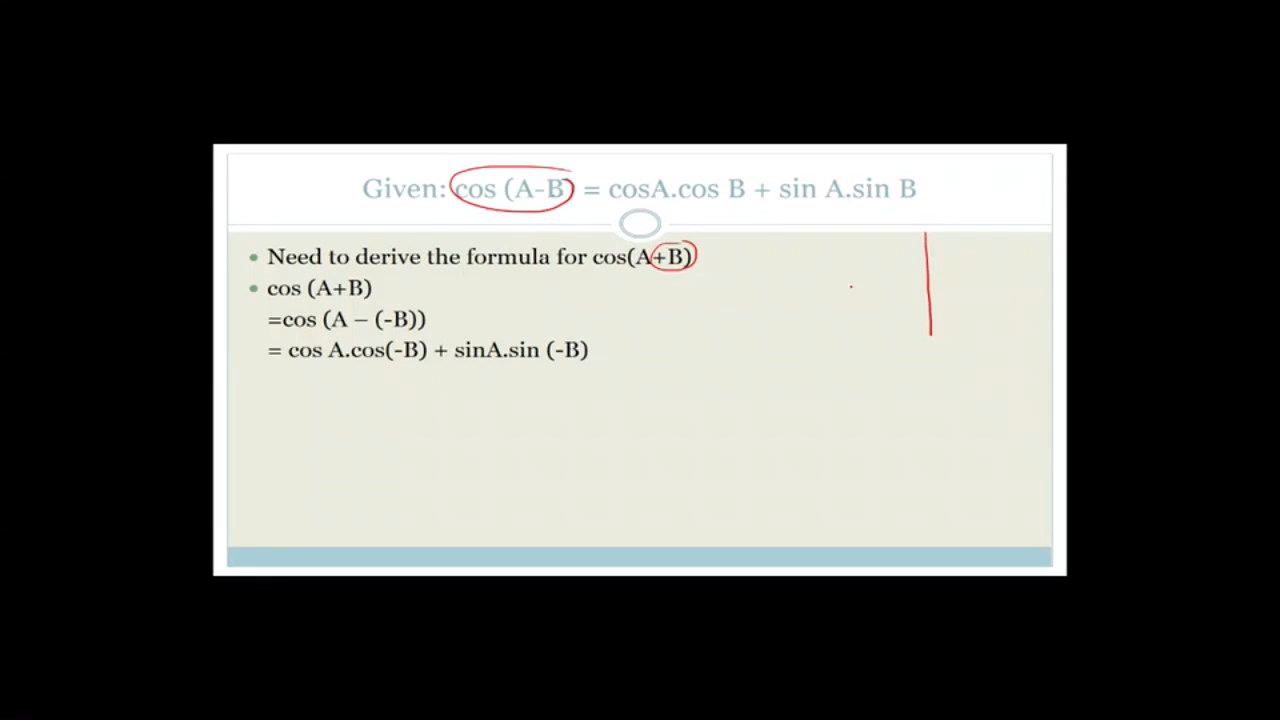 Given: cos (A-B) = cosA.cos B + sin A.sin B
• Need to derive the formula for cos(A+B)
• cos (A+B)
=cos (A – (-B))
= cos A.cos(-B) + sinA.sin (-B)